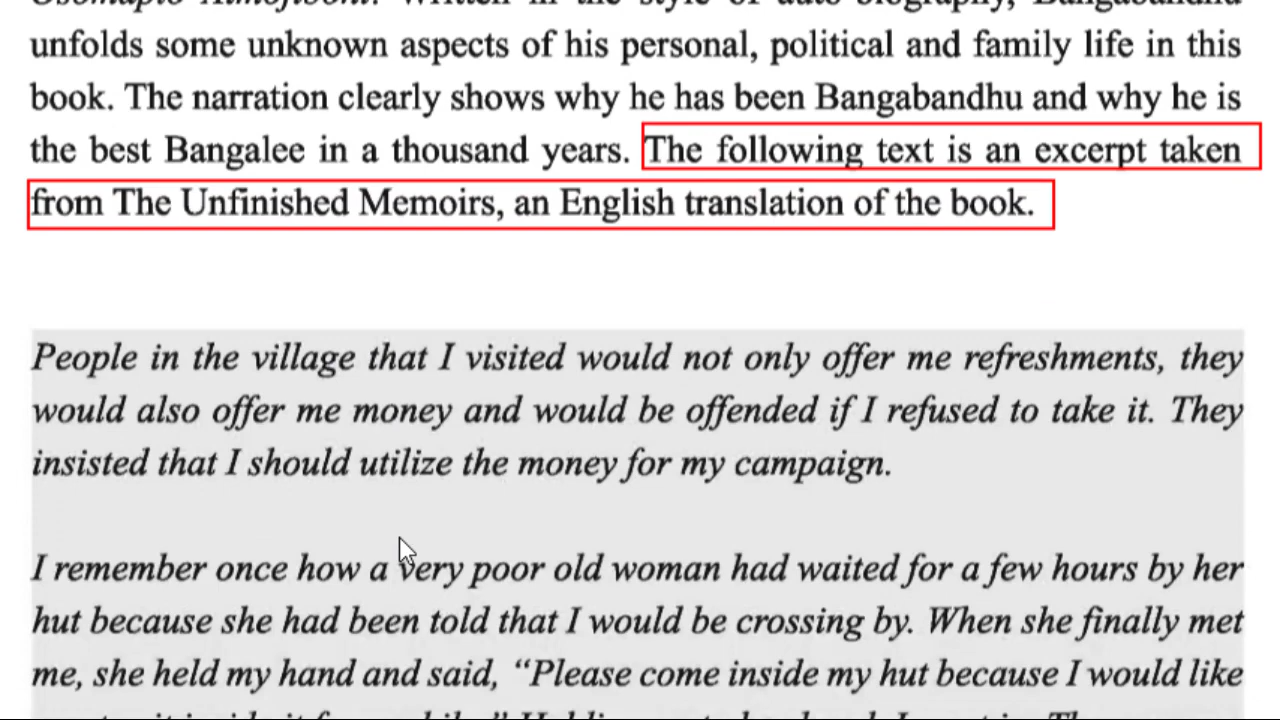 unfolds some unknown aspects of his personal, political and family life in this
book. The narration clearly shows why he has been Bangabandhu and why he is
the best Bangalee in a thousand years. The following text is an excerpt taken
from The Unfinished Memoirs, an English translation of the book.
People in the village that I visited would not only offer me refreshments, they
would also offer me money and would be offended if I refused to take it. They
insisted that I should utilize the money for my campaign.
I remember once how a very poor old woman had waited for a few hours by her
hut because she had been told that I would be crossing by. When she finally met
me, she held my hand and said, “Please come inside my hut because I would like